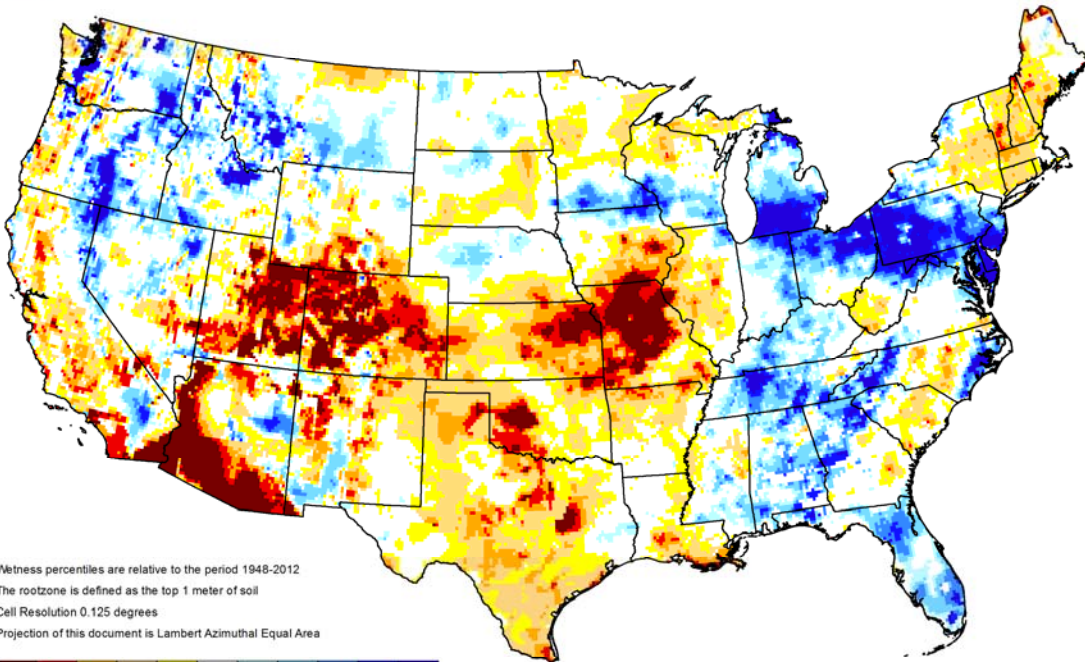 Wetness percentiles are relative to the period 1948-2012
The rootzone is defined as the top 1 meter of soil
Cell Resolution 0.125 degrees
Projection of this document is Lambert Azimuthal Equal Area